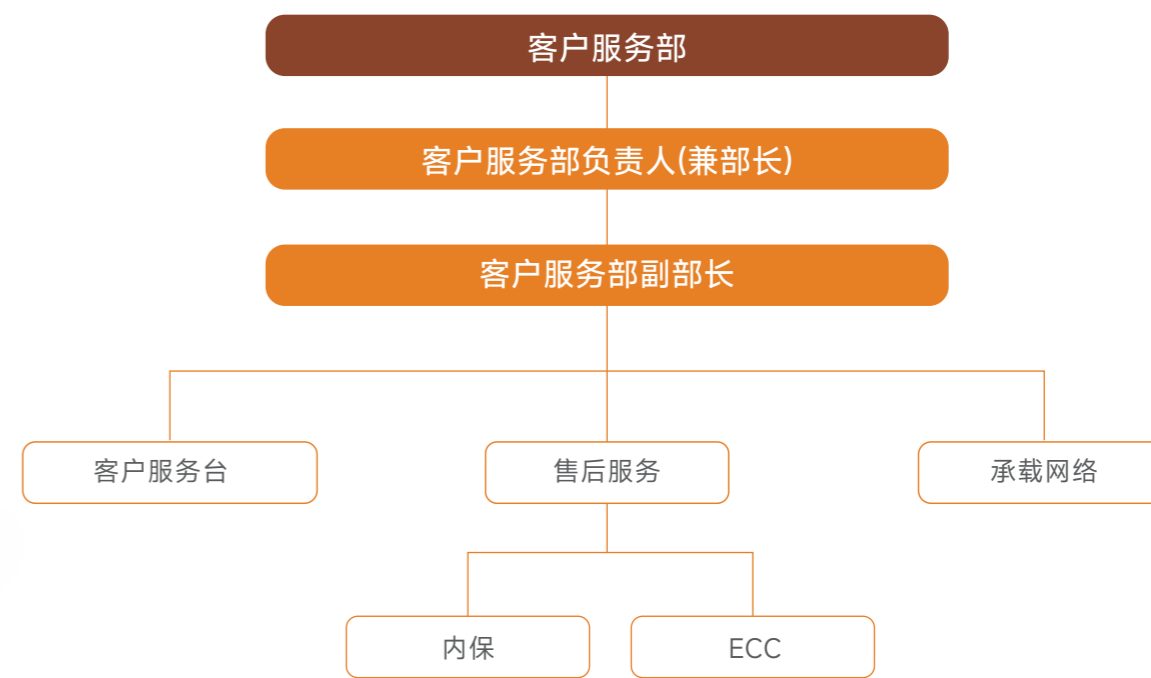 客户服务部
客户服务部负责人(兼部长)
客户服务部副部长
客户服务台
售后服务
承载网络
内保
ECC